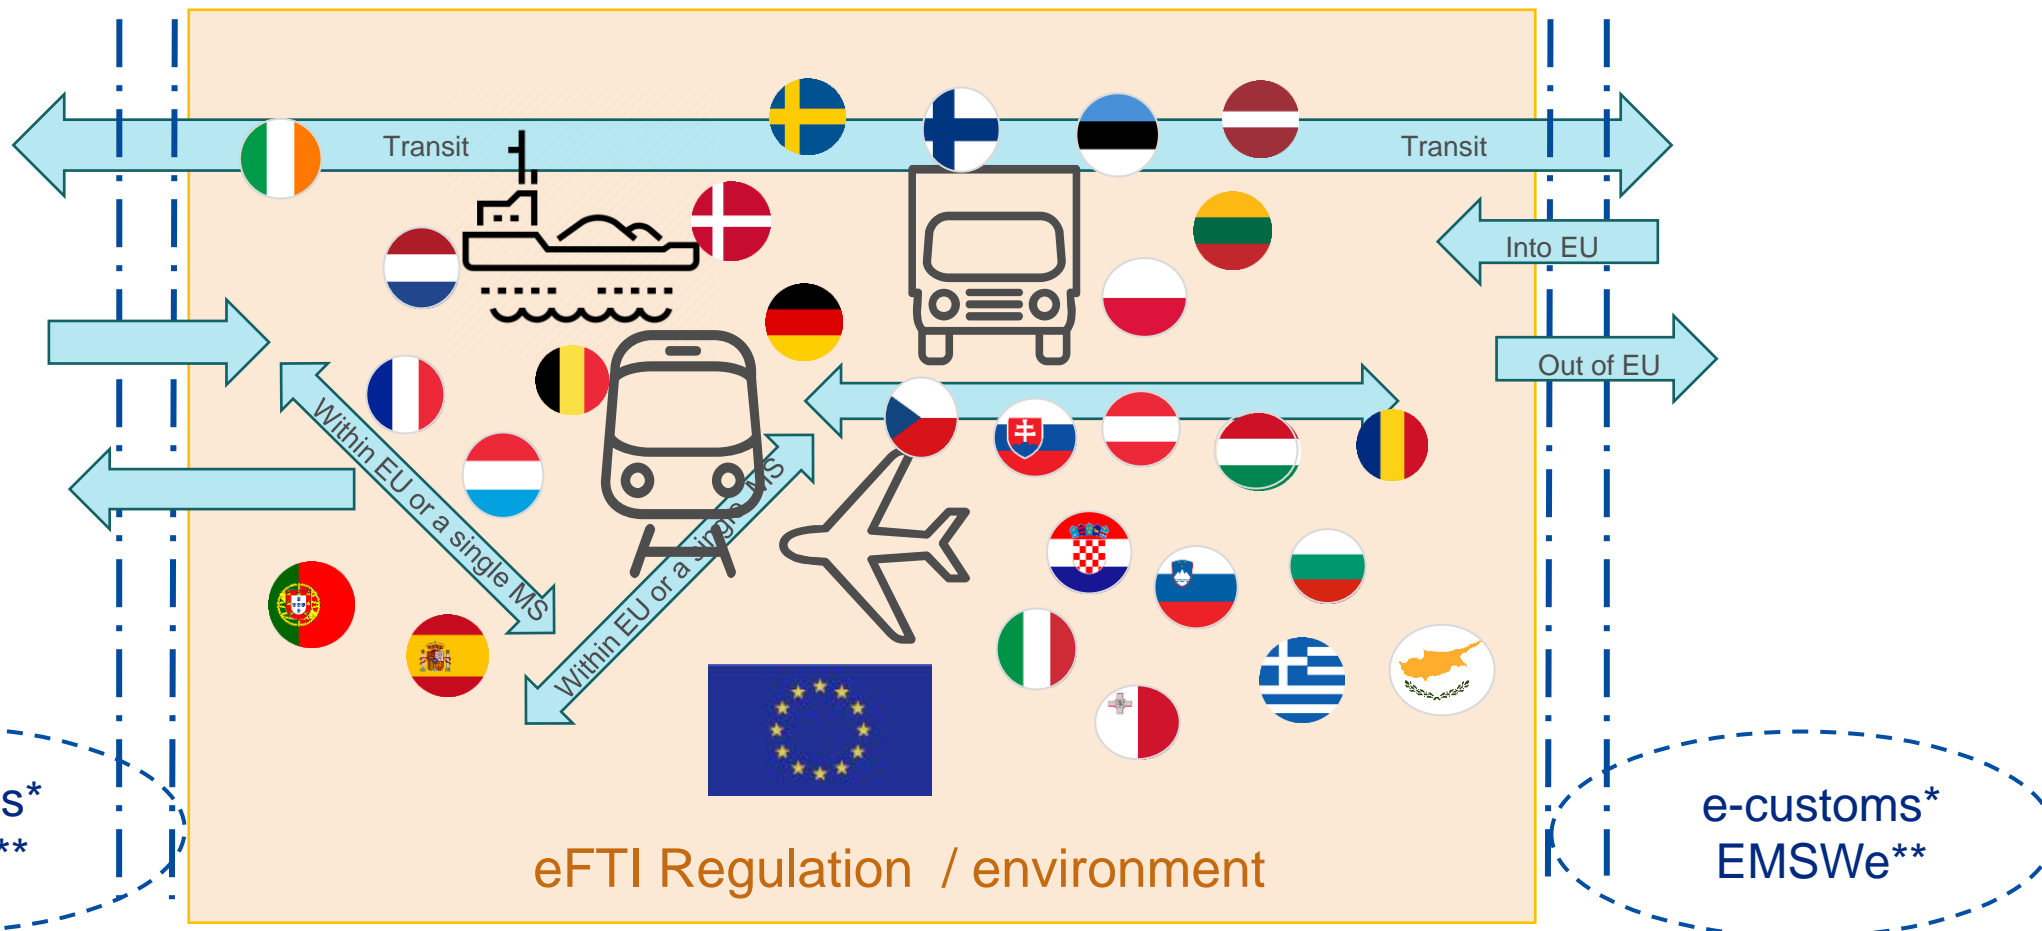 Transit
Transit
Into EU
Out of EU
Within EU or a single MS
Within EU or a single MS
s*
**
e-customs*
EMSWe**
eFTI Regulation / environment